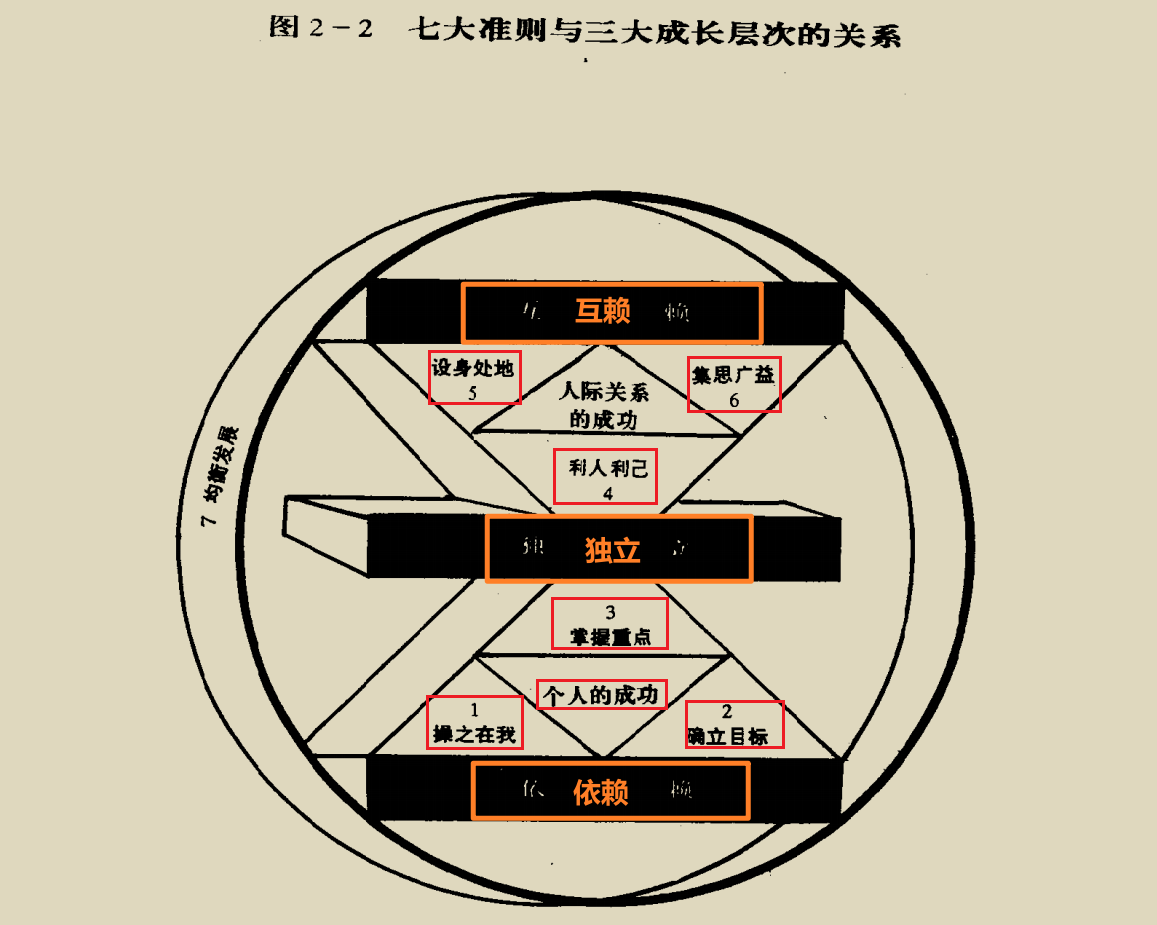 图2-2 七大准则与三大成长层次的关系
互 互赖 赖
设身处地
5
人际关系
的成功
集思广益
6
利人利己
4
7 均衡发展
独 独立 立
3
掌握重点
个人的成功
1
操之在我
2
确立目标
依 依赖 赖